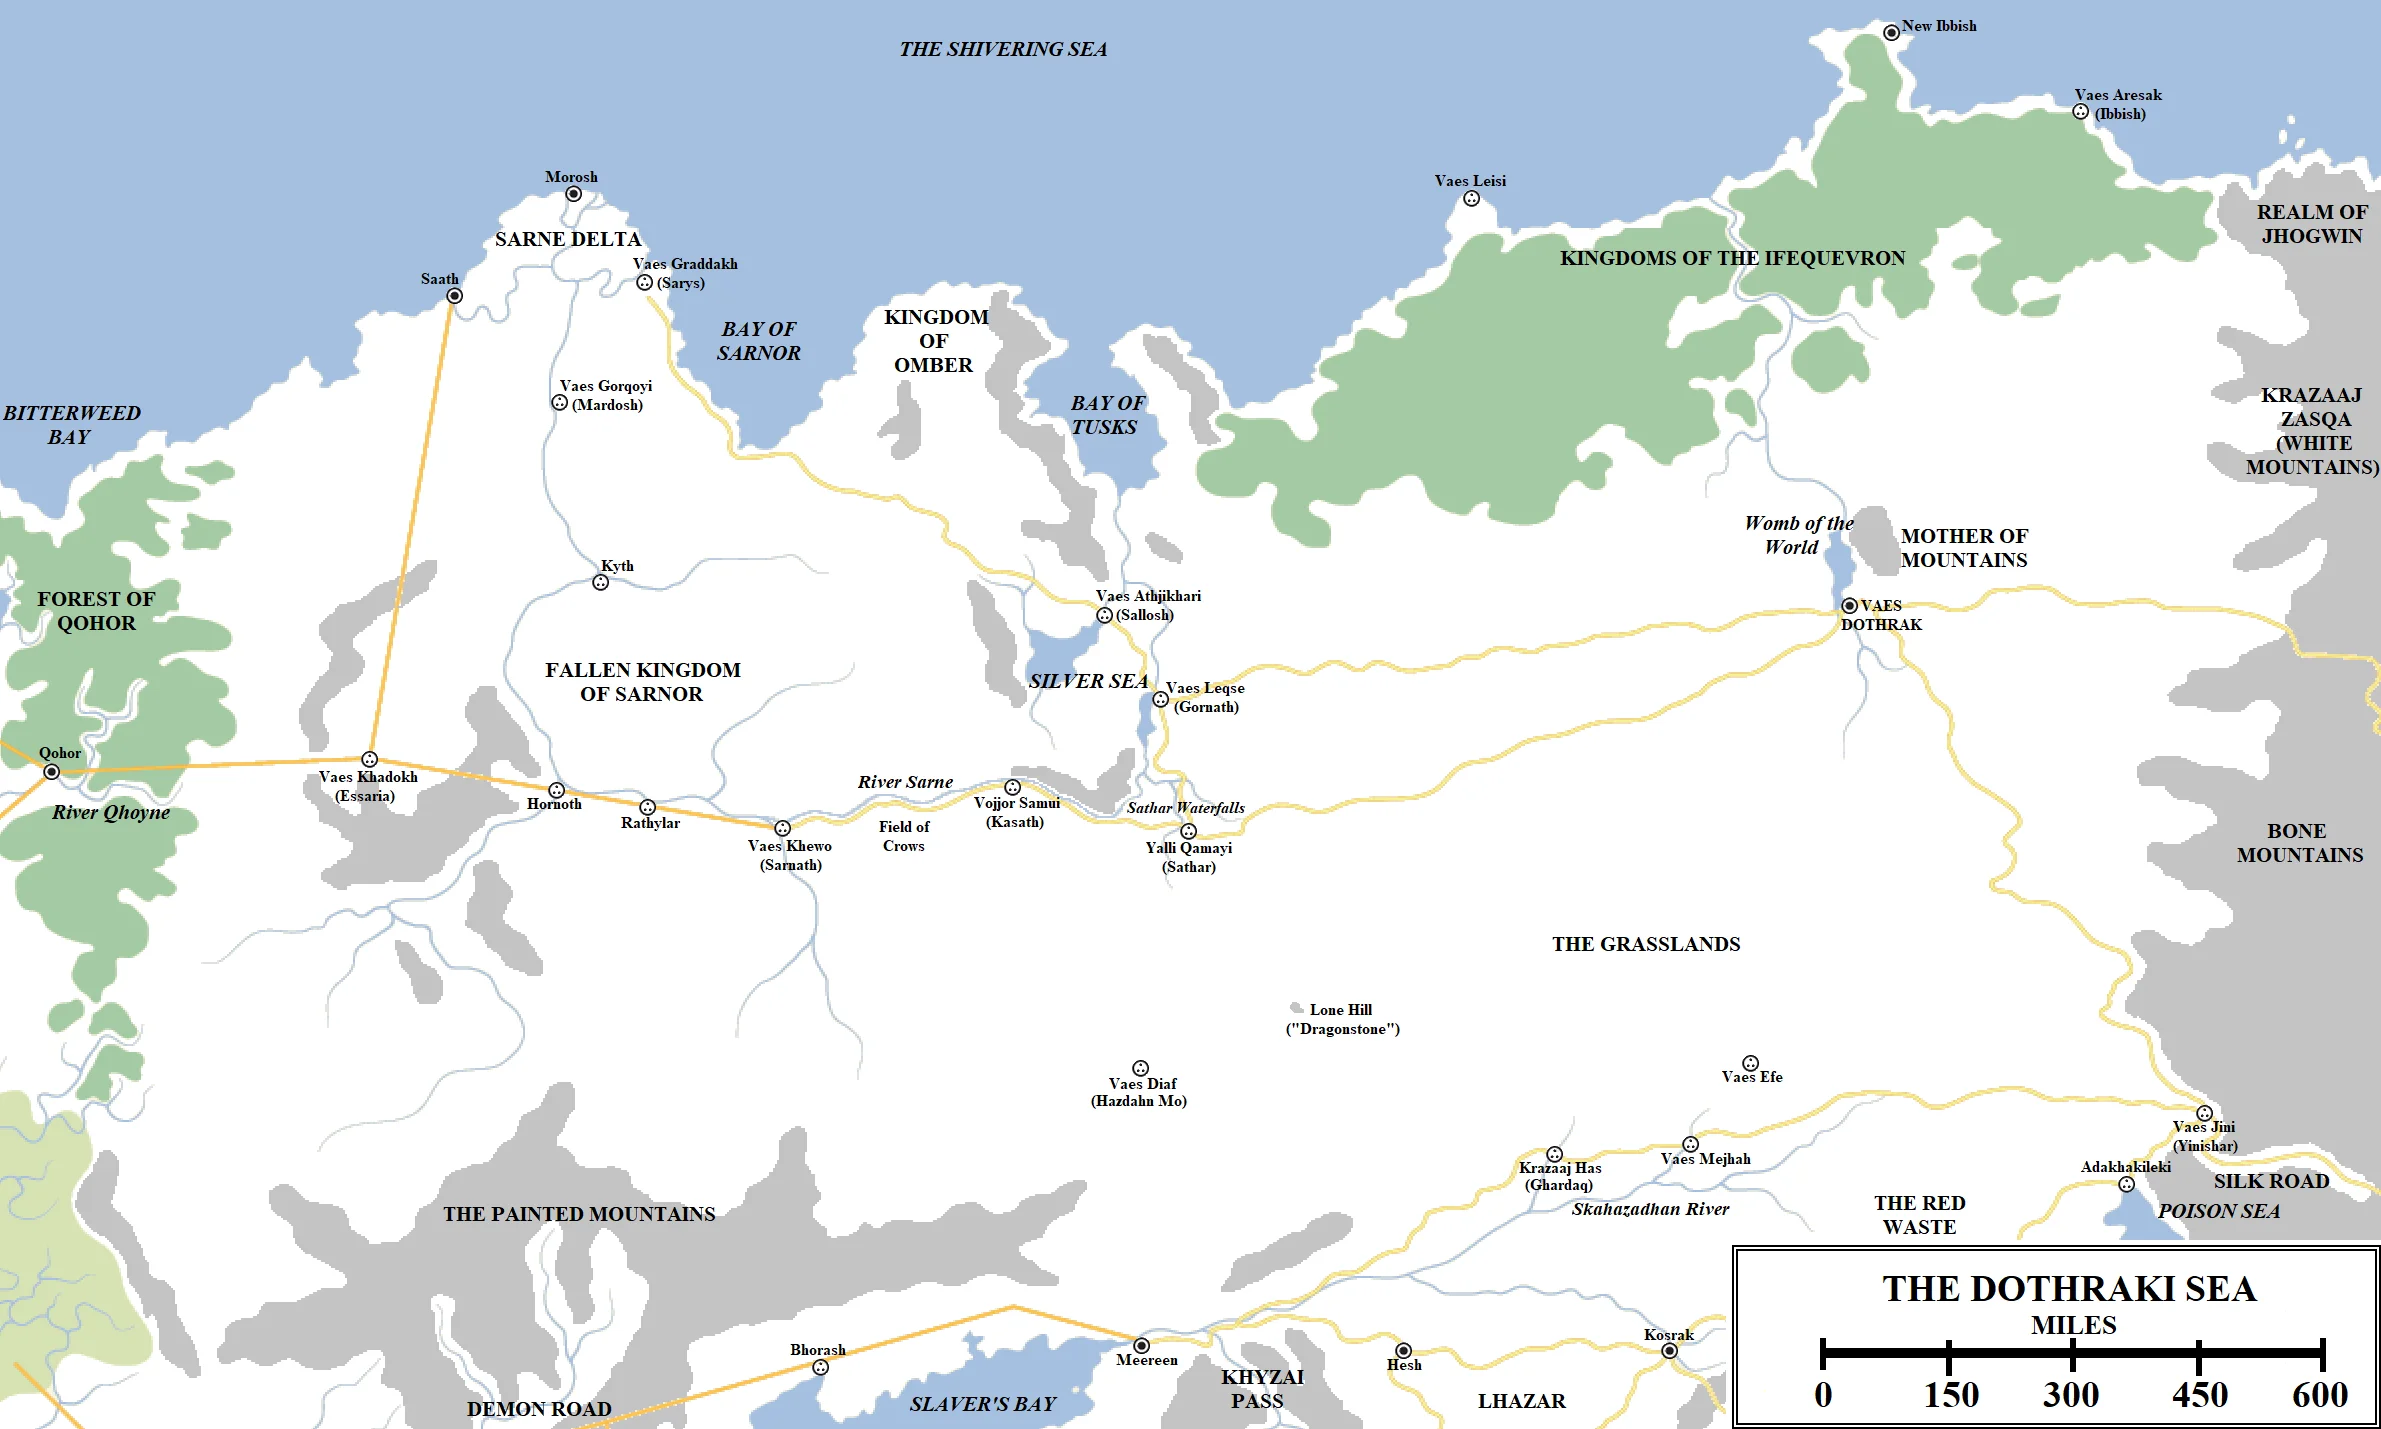 New Ibbish
THE SHIVERING SEA
Vaes Aresak
(Ibbish)
Morosh
Vaes Leisi
REALM OF
JHOGWIN
SARNE DELTA
Vaes Graddakh
(Sarys)
KINGDOMS OF THE IFEQUEVRON
Saath
BAY OF
SARNOR
KINGDOM
OF
OMBER
Vaes Gorqoyi
(Mardosh)
BAY OF
TUSKS
KRAZAAJ
ZASQA
(WHITE
MOUNTAINS)
BITTERWEED
BAY
Womb of the
World
MOTHER OF
MOUNTAINS
Kyth
FOREST OF
QOHOR
Vaes Athjikhari
(Sallosh)
VAES
DOTHRAK
FALLEN KINGDOM
OF SARNOR
SILVER SEA
Vaes Leqse
(Gornath)
Qohor
Vaes Khadokh
(Essaria)
River Qhoyne
Hornoth
Rathylar
River Sarne
Vojjor Samui
(Kasath)
Sathar Waterfalls
Field of
Crows
Vaes Khewo
(Sarnath)
Yalli Qamayi
(Sathar)
BONE
MOUNTAINS
THE GRASSLANDS
Lone Hill
("Dragonstone")
Vaes Diaf
(Hazdahn Mo)
Vaes Efe
Vaes Jini
(Yinishar)
Krazaaj Has
(Ghardaq)
Vaes Mejhah
Adakhakileki
SILK ROAD
THE PAINTED MOUNTAINS
Skahazadhan River
THE RED
WASTE
POISON SEA
Bhorash
Meereen
Hesh
Kosrak
KHYZAI
PASS
SLAVER'S BAY
LHAZAR
DEMON ROAD
THE DOTHRAKI SEA
MILES
0 150 300 450 600